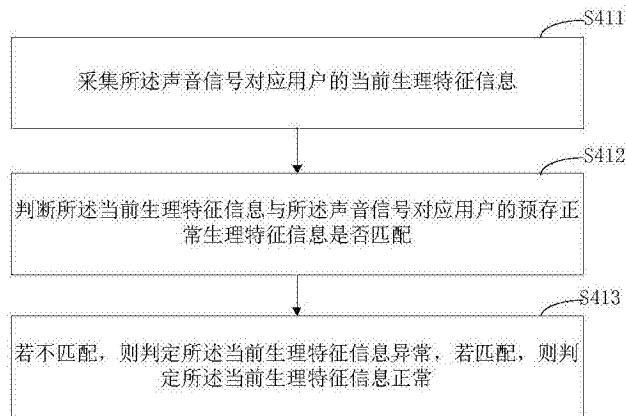 S411
采集所述声音信号对应用户的当前生理特征信息
S412
判断所述当前生理特征信息与所述声音信号对应用户的预存正
常生理特征信息是否匹配
S413
若不匹配，则判定所述当前生理特征信息异常，若匹配，则判
定所述当前生理特征信息正常